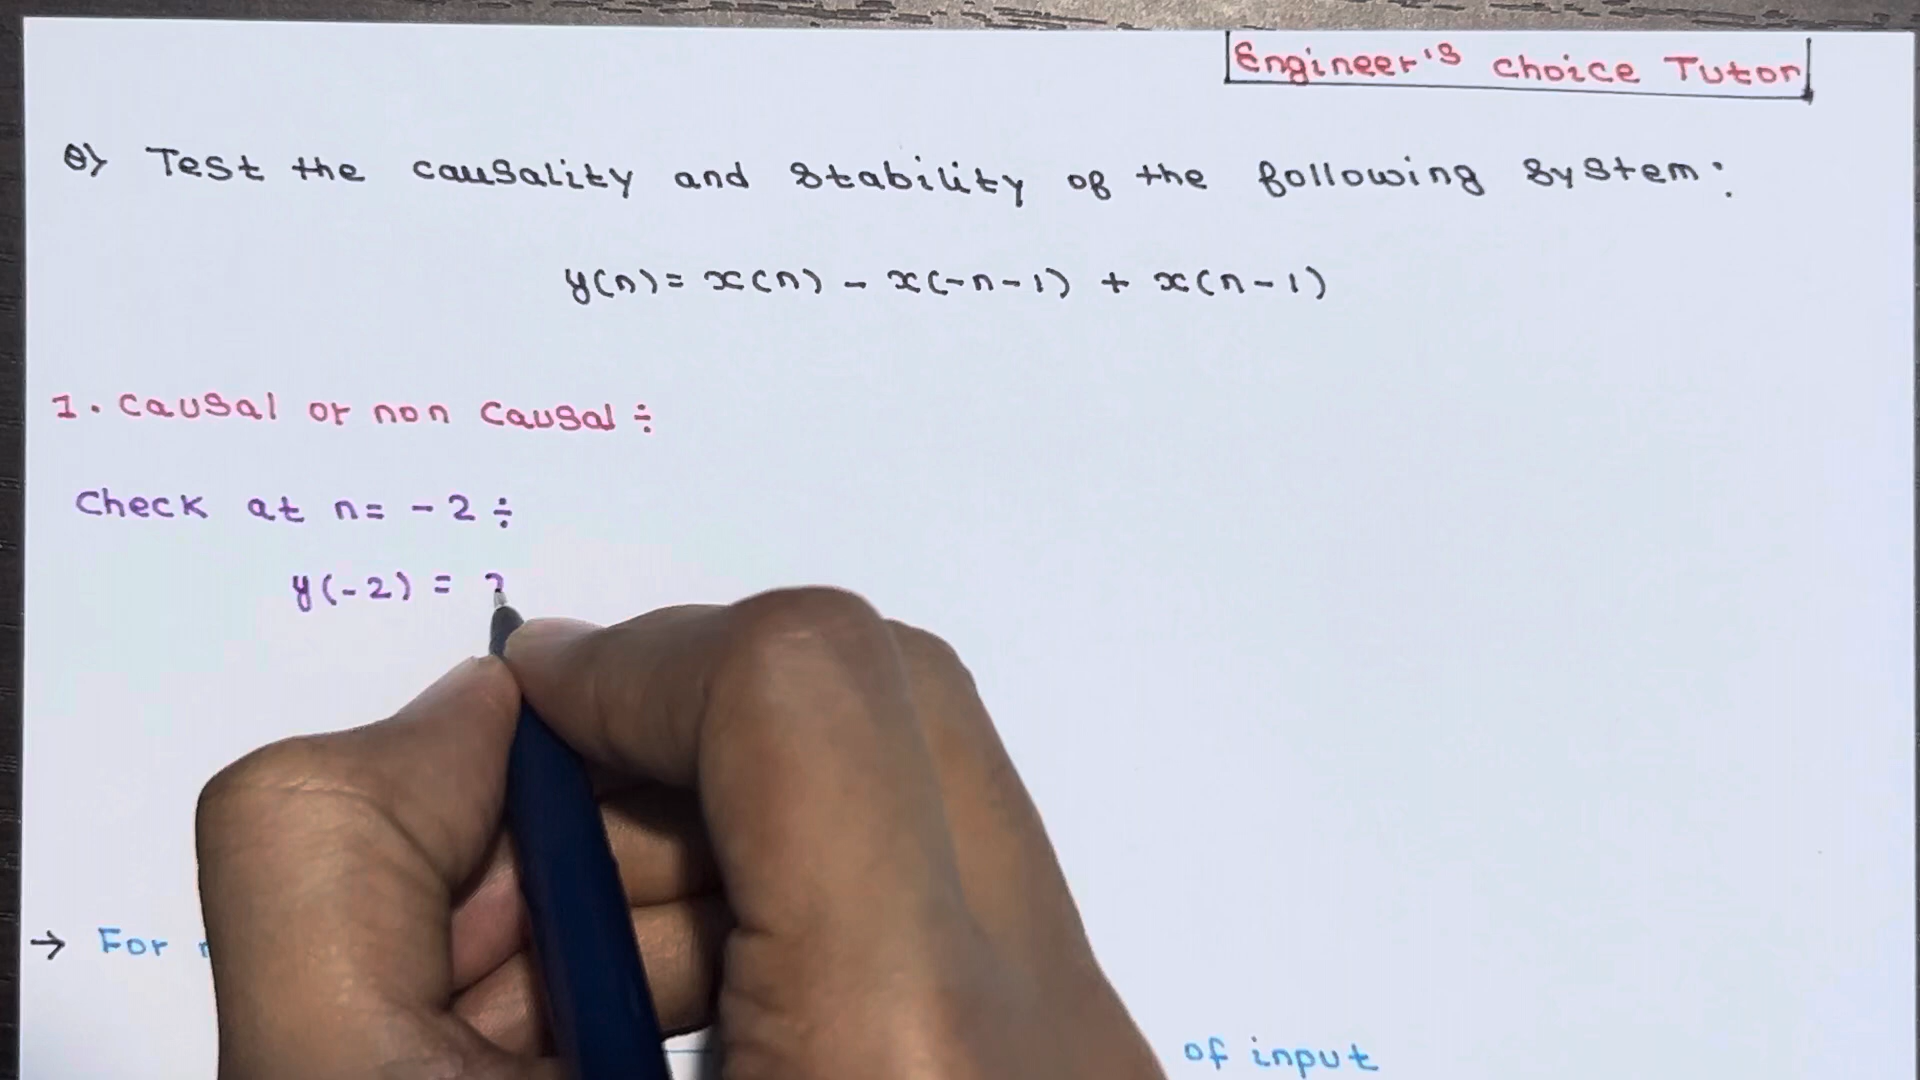 Engineer's choice Tutor
Q) Test the causality and stability of the following system:
y(n) = x(n) - x(-n-1) + x(n-1)
1. Causal or non Causal ÷
Check at n= -2 ÷
y(-2) =
→ For
of input